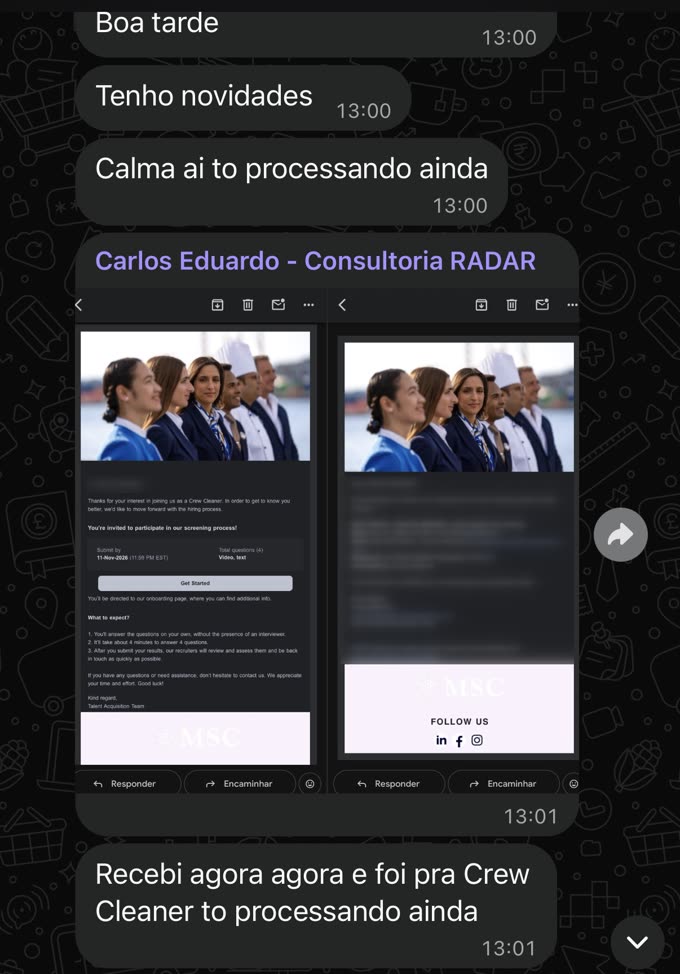 Boa tarde
13:00
Tenho novidades
13:00
Calma ai to processando ainda
13:00
Carlos Eduardo - Consultoria RADAR
Thanks for your interest in joining us as a Crew Cleaner. In order to get to know you
better, we'd like to move forward with the hiring process.
You're invited to participate in our screening process!
Submit by
11-Nov-2026 (11:56 PM EST)
Total questions (4)
Video, text
Get Started
You'll be directed to our onboarding page, where you can find additional info.
What to expect?
1. You'll answer the questions on your own, without the presence of an interviewer.
2. It'll take about 4 minutes to answer 4 questions.
3. After you submit your results, our recruiters will review and assess them and be back
in touch as quickly as possible.
If you have any questions or need assistance, don't hesitate to contact us. We appreciate
your time and effort. Good luck!
Kind regard,
Talent Acquisition Team
MSC
Responder
Encaminhar
MSC
FOLLOW US
Responder
Encaminhar
13:01
Recebi agora agora e foi pra Crew
Cleaner to processando ainda
13:01